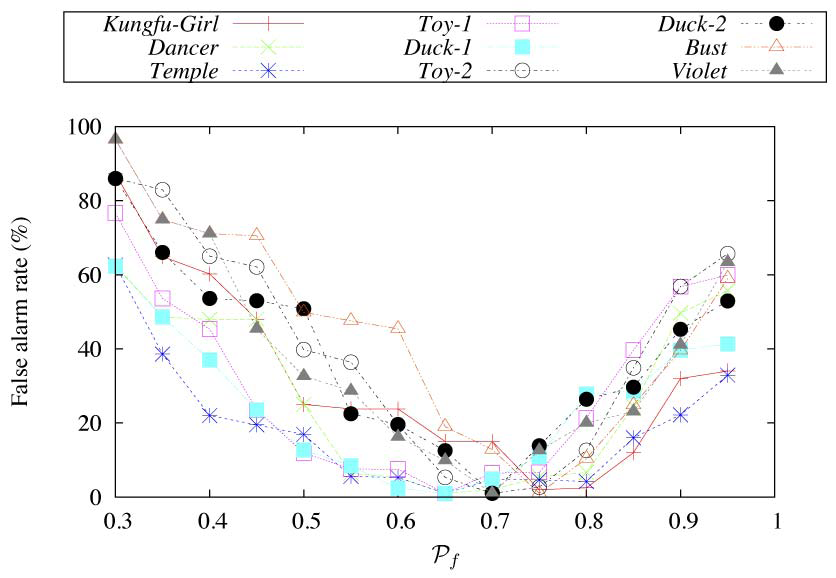 Kungfu-Girl Toy-1 Duck-2
Dancer Duck-1 Bust
Temple Toy-2 Violet
100
80
60
40
20
0
False alarm rate (%)
0.3 0.4 0.5 0.6 0.7 0.8 0.9 1
𝒫f